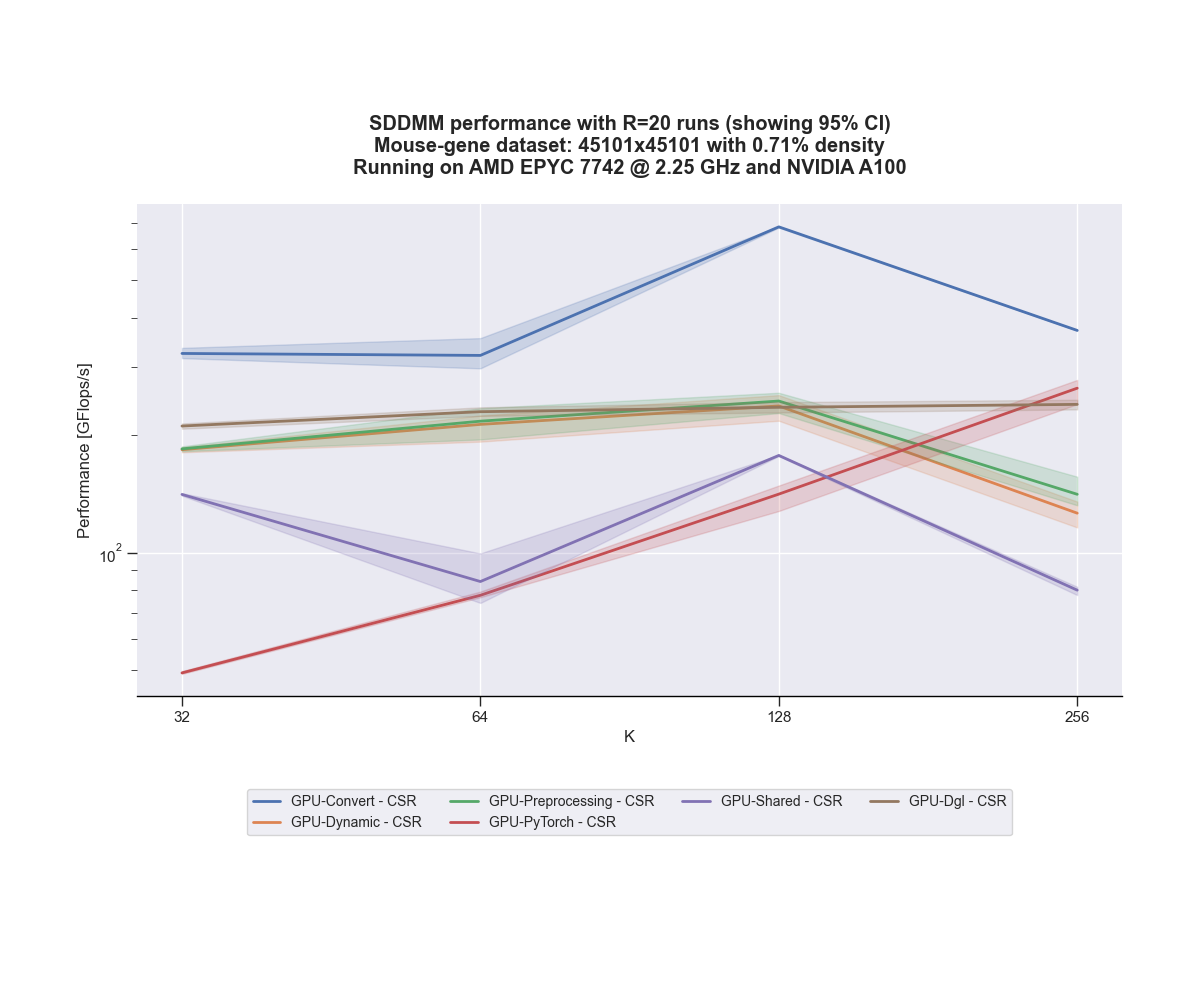 SDDMM performance with R=20 runs (showing 95% CI)
Mouse-gene dataset: 45101x45101 with 0.71% density
Running on AMD EPYC 7742 @ 2.25 GHz and NVIDIA A100
Performance [GFlops/s]
10²
32 64 128 256
K
GPU-Convert - CSR GPU-Preprocessing - CSR GPU-Shared - CSR GPU-Dgl - CSR
GPU-Dynamic - CSR GPU-PyTorch - CSR